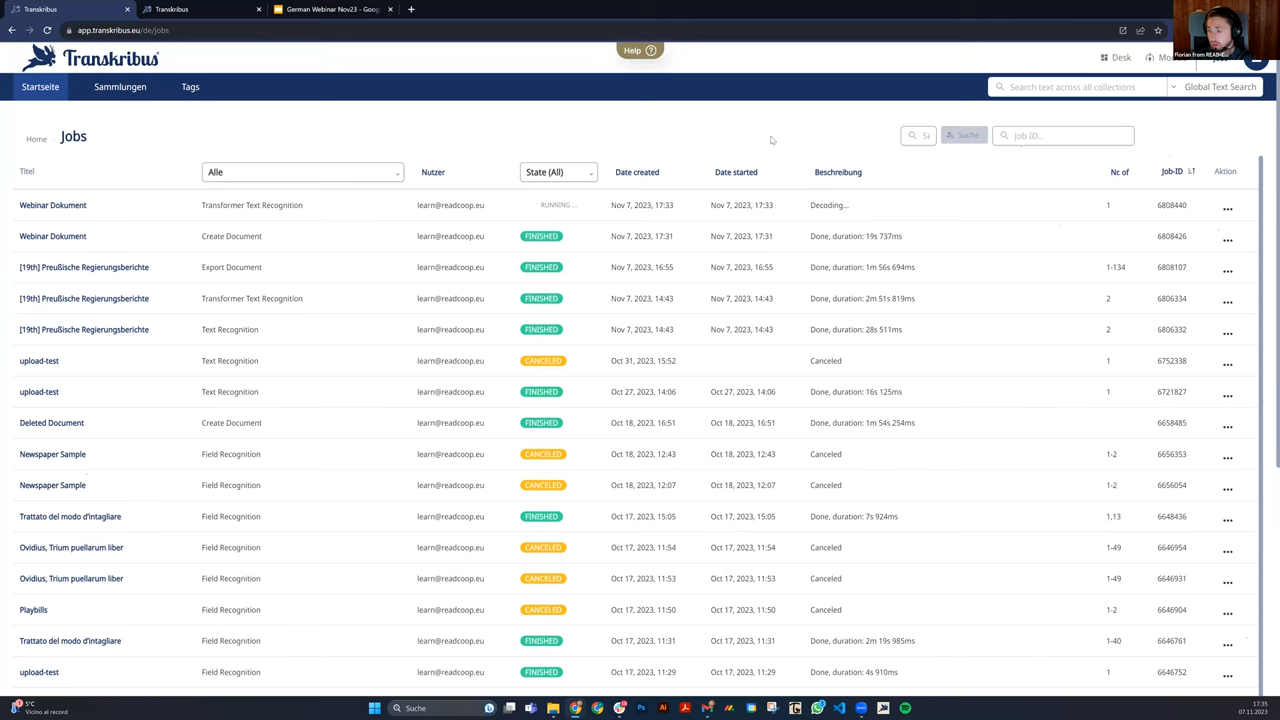 Transkribus
Transkribus
German Webinar Nov23 - Goog
app.transkribus.eu/de/jobs
Florian from READ-C
Transkribus
Help
Desk
Startseite
Sammlungen
Tags
Search text across all collections
Global Text Search
Home
Jobs
Suche
Job ID...
Titel
Alle
Nutzer
State (All)
Date created
Date started
Beschreibung
Nr. of
Job-ID
Aktion
Webinar Dokument Transformer Text Recognition learn@readcoop.eu RUNNING ... Nov 7, 2023, 17:33 Nov 7, 2023, 17:33 Decoding... 1 6808440
Webinar Dokument Create Document learn@readcoop.eu FINISHED Nov 7, 2023, 17:31 Nov 7, 2023, 17:31 Done, duration: 19s 737ms 6808426
[19th] Preußische Regierungsberichte Export Document learn@readcoop.eu FINISHED Nov 7, 2023, 16:55 Nov 7, 2023, 16:55 Done, duration: 1m 56s 694ms 1-134 6808107
[19th] Preußische Regierungsberichte Transformer Text Recognition learn@readcoop.eu FINISHED Nov 7, 2023, 14:43 Nov 7, 2023, 14:43 Done, duration: 2m 51s 819ms 2 6806334
[19th] Preußische Regierungsberichte Text Recognition learn@readcoop.eu FINISHED Nov 7, 2023, 14:43 Nov 7, 2023, 14:43 Done, duration: 28s 511ms 2 6806332
upload-test Text Recognition learn@readcoop.eu CANCELED Oct 31, 2023, 15:52 Canceled 1 6752338
upload-test Text Recognition learn@readcoop.eu FINISHED Oct 27, 2023, 14:06 Oct 27, 2023, 14:06 Done, duration: 16s 125ms 1 6721827
Deleted Document Create Document learn@readcoop.eu FINISHED Oct 18, 2023, 16:51 Oct 18, 2023, 16:51 Done, duration: 1m 54s 254ms 6658485
Newspaper Sample Field Recognition learn@readcoop.eu CANCELED Oct 18, 2023, 12:43 Oct 18, 2023, 12:43 Canceled 1-2 6656353
Newspaper Sample Field Recognition learn@readcoop.eu CANCELED Oct 18, 2023, 12:07 Oct 18, 2023, 12:07 Canceled 1-2 6656054
Trattato del modo d'intagliare Field Recognition learn@readcoop.eu FINISHED Oct 17, 2023, 15:05 Oct 17, 2023, 15:05 Done, duration: 7s 924ms 1,13 6648436
Ovidius, Trium puellarum liber Field Recognition learn@readcoop.eu CANCELED Oct 17, 2023, 11:54 Oct 17, 2023, 11:54 Canceled 1-49 6646954
Ovidius, Trium puellarum liber Field Recognition learn@readcoop.eu CANCELED Oct 17, 2023, 11:53 Oct 17, 2023, 11:53 Canceled 1-49 6646931
Playbills Field Recognition learn@readcoop.eu CANCELED Oct 17, 2023, 11:50 Oct 17, 2023, 11:50 Canceled 1-2 6646904
Trattato del modo d'intagliare Field Recognition learn@readcoop.eu FINISHED Oct 17, 2023, 11:31 Oct 17, 2023, 11:31 Done, duration: 2m 19s 985ms 1-40 6646761
upload-test Field Recognition learn@readcoop.eu FINISHED Oct 17, 2023, 11:29 Oct 17, 2023, 11:29 Done, duration: 4s 910ms 1 6646752
5°C
Vicino al record
Suche
17:35
07.11.2023